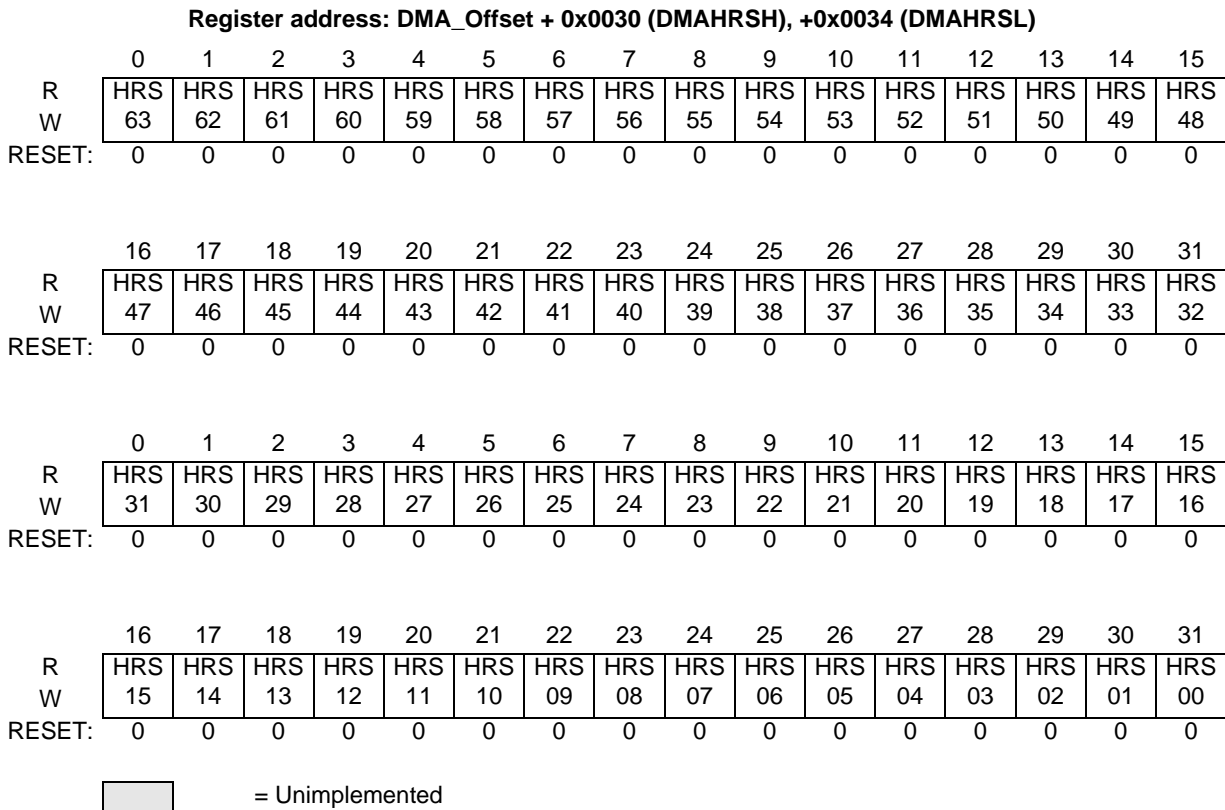 Register address: DMA_Offset + 0x0030 (DMAHRSH), +0x0034 (DMAHRSL)
0 1 2 3 4 5 6 7 8 9 10 11 12 13 14 15
R HRS HRS HRS HRS HRS HRS HRS HRS HRS HRS HRS HRS HRS HRS HRS HRS
W 63 62 61 60 59 58 57 56 55 54 53 52 51 50 49 48
RESET: 0 0 0 0 0 0 0 0 0 0 0 0 0 0 0 0
16 17 18 19 20 21 22 23 24 25 26 27 28 29 30 31
R HRS HRS HRS HRS HRS HRS HRS HRS HRS HRS HRS HRS HRS HRS HRS HRS
W 47 46 45 44 43 42 41 40 39 38 37 36 35 34 33 32
RESET: 0 0 0 0 0 0 0 0 0 0 0 0 0 0 0 0
0 1 2 3 4 5 6 7 8 9 10 11 12 13 14 15
R HRS HRS HRS HRS HRS HRS HRS HRS HRS HRS HRS HRS HRS HRS HRS HRS
W 31 30 29 28 27 26 25 24 23 22 21 20 19 18 17 16
RESET: 0 0 0 0 0 0 0 0 0 0 0 0 0 0 0 0
16 17 18 19 20 21 22 23 24 25 26 27 28 29 30 31
R HRS HRS HRS HRS HRS HRS HRS HRS HRS HRS HRS HRS HRS HRS HRS HRS
W 15 14 13 12 11 10 09 08 07 06 05 04 03 02 01 00
RESET: 0 0 0 0 0 0 0 0 0 0 0 0 0 0 0 0
= Unimplemented